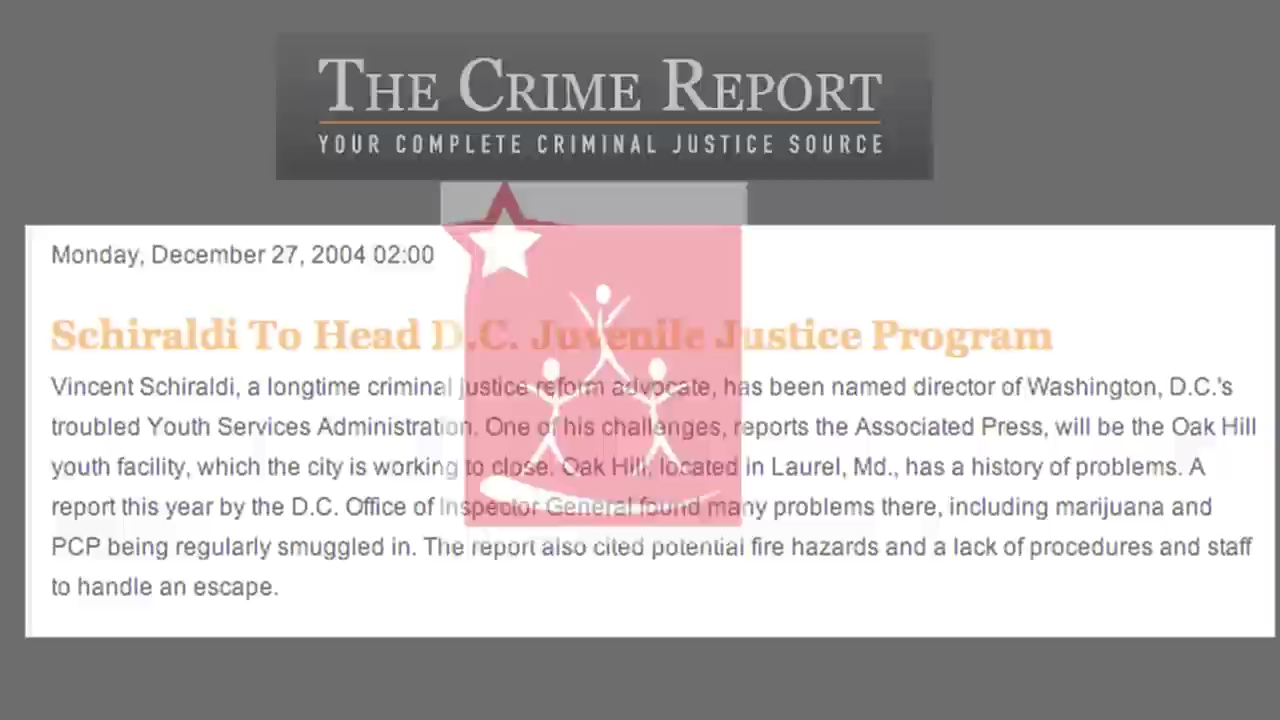 THE CRIME REPORT
YOUR COMPLETE CRIMINAL JUSTICE SOURCE
Monday, December 27, 2004 02:00
Schiraldi To Head D.C. Juvenile Justice Program
Vincent Schiraldi, a longtime criminal justice reform advocate, has been named director of Washington, D.C.'s
troubled Youth Services Administration. One of his challenges, reports the Associated Press, will be the Oak Hill
youth facility, which the city is working to close. Oak Hill, located in Laurel, Md., has a history of problems. A
report this year by the D.C. Office of Inspector General found many problems there, including marijuana and
PCP being regularly smuggled in. The report also cited potential fire hazards and a lack of procedures and staff
to handle an escape.